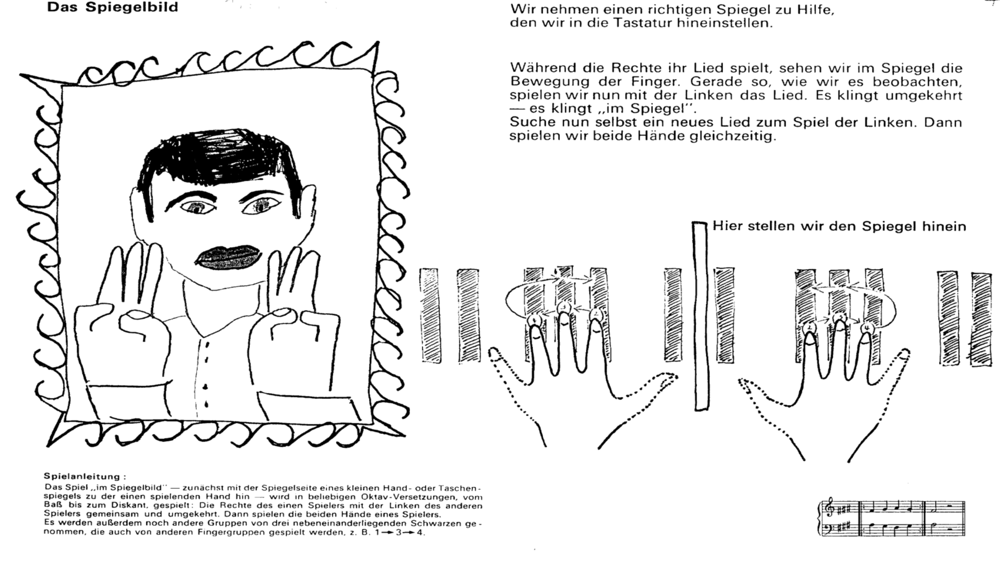 Das Spiegelbild
Wir nehmen einen richtigen Spiegel zu Hilfe,
den wir in die Tastatur hineinstellen.
Während die Rechte ihr Lied spielt, sehen wir im Spiegel die
Bewegung der Finger. Gerade so, wie wir es beobachten,
spielen wir nun mit der Linken das Lied. Es klingt umgekehrt
— es klingt „im Spiegel".
Suche nun selbst ein neues Lied zum Spiel der Linken. Dann
spielen wir beide Hände gleichzeitig.
Hier stellen wir den Spiegel hinein
4 3 2
2 3 4
Spielanleitung :
Das Spiel „im Spiegelbild" — zunächst mit der Spiegelseite eines kleinen Hand- oder Taschen-
spiegels zu der einen spielenden Hand hin — wird in beliebigen Oktav-Versetzungen, vom
Baß bis zum Diskant, gespielt: Die Rechte des einen Spielers mit der Linken des anderen
Spielers gemeinsam und umgekehrt. Dann spielen die beiden Hände eines Spielers.
Es werden außerdem noch andere Gruppen von drei nebeneinanderliegenden Schwarzen ge-
nommen, die auch von anderen Fingergruppen gespielt werden, z. B. 1→3→4.